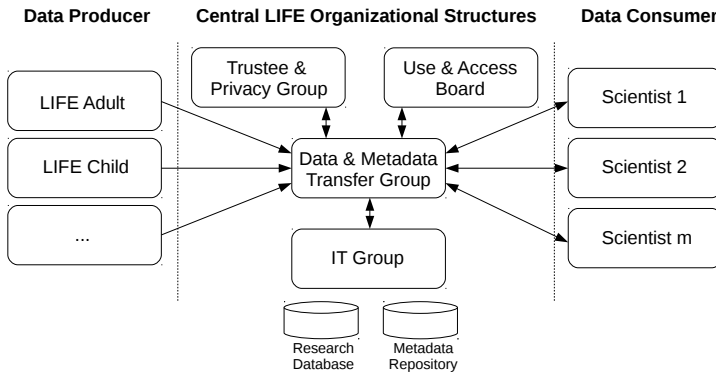 Data Producer
Central LIFE Organizational Structures
Data Consumer
Trustee &
Privacy Group
Use & Access
Board
LIFE Adult
Scientist 1
LIFE Child
Data & Metadata
Transfer Group
Scientist 2
...
Scientist m
IT Group
Research
Database
Metadata
Repository